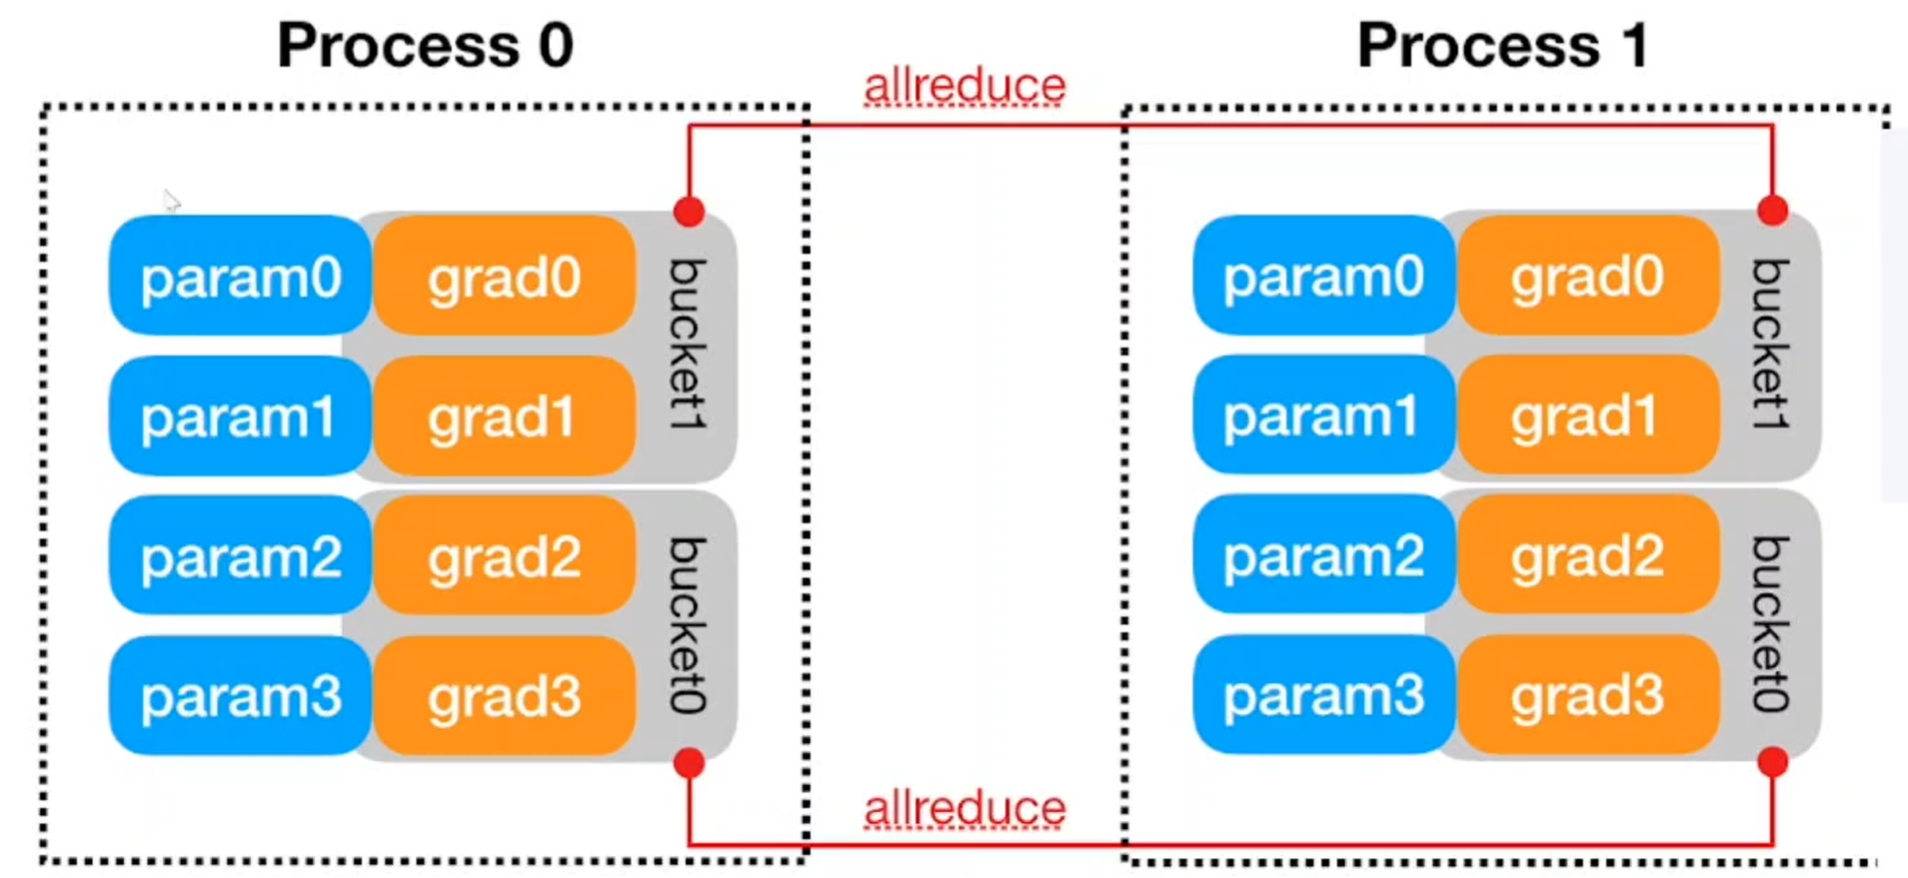 Process 0
Process 1
allreduce
param0 grad0
param1 grad1
bucket1
param2 grad2
param3 grad3
bucket0
param0 grad0
param1 grad1
bucket1
param2 grad2
param3 grad3
bucket0
allreduce